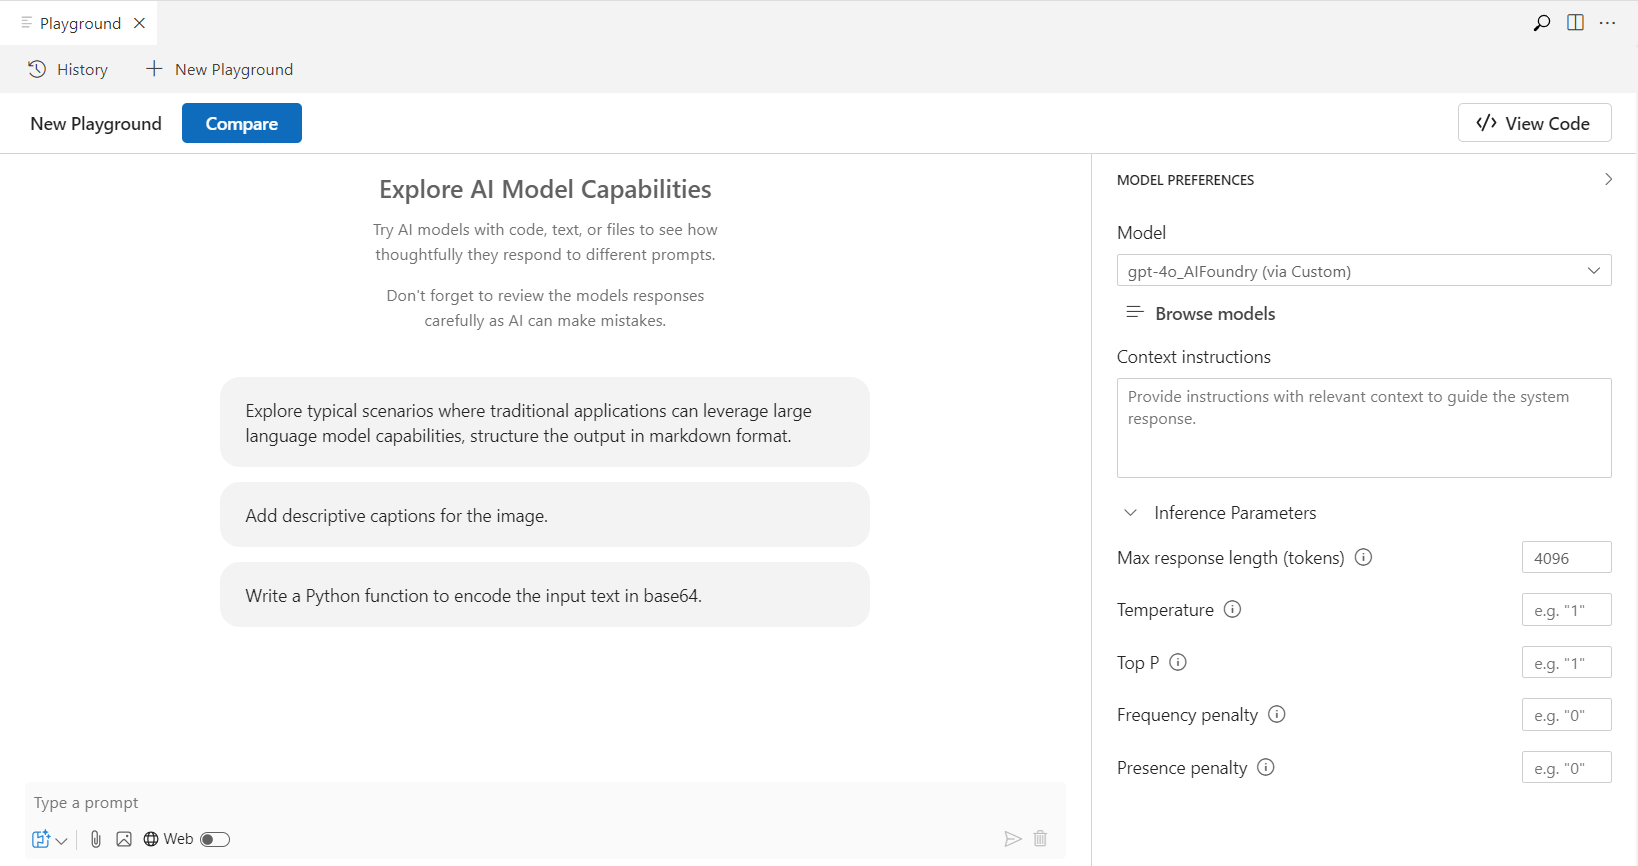 Playground
History
New Playground
New Playground
Compare
View Code
Explore AI Model Capabilities
Try AI models with code, text, or files to see how
thoughtfully they respond to different prompts.
Don't forget to review the models responses
carefully as AI can make mistakes.
Explore typical scenarios where traditional applications can leverage large
language model capabilities, structure the output in markdown format.
Add descriptive captions for the image.
Write a Python function to encode the input text in base64.
Type a prompt
Web
MODEL PREFERENCES
Model
gpt-4o_AIFoundry (via Custom)
Browse models
Context instructions
Provide instructions with relevant context to guide the system
response.
Inference Parameters
Max response length (tokens)
4096
Temperature
e.g. "1"
Top P
e.g. "1"
Frequency penalty
e.g. "0"
Presence penalty
e.g. "0"